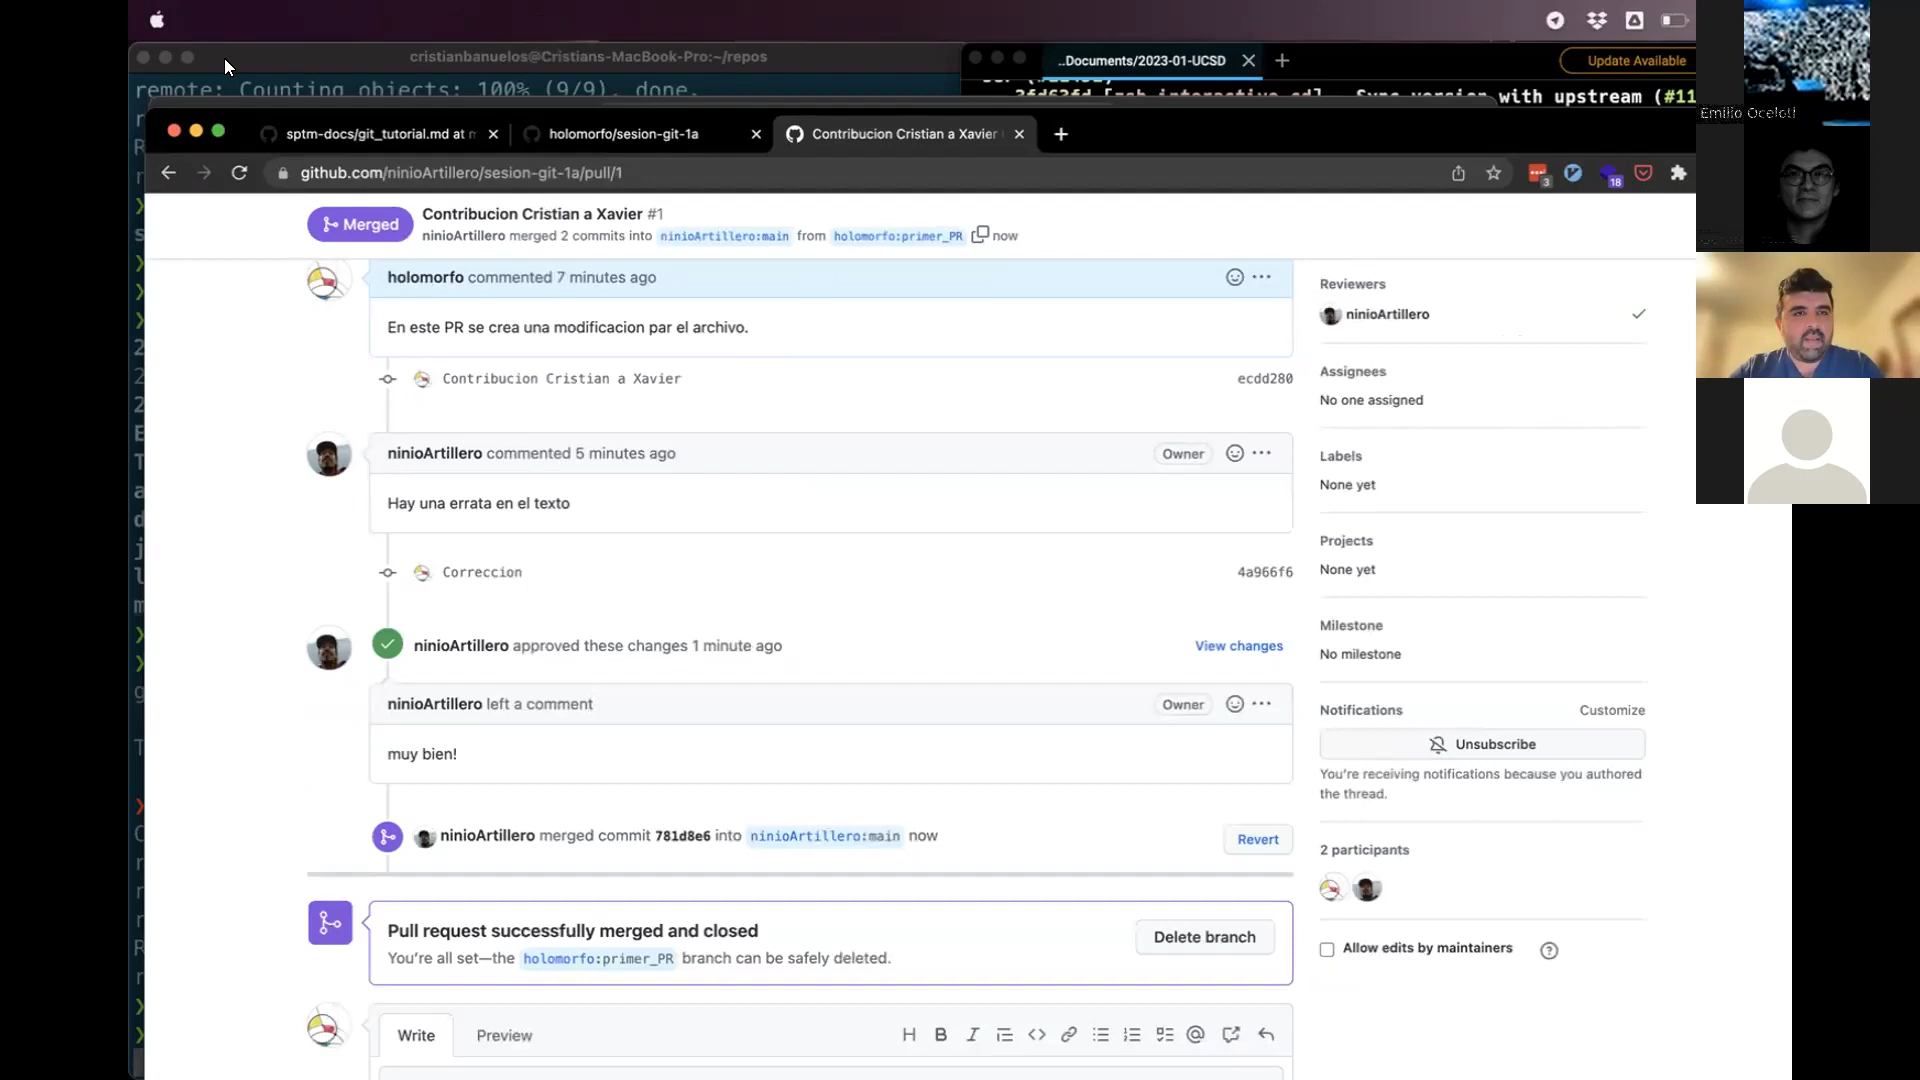 cristianbanuelos@Cristians-MacBook-Pro:~/repos
..Documents/2023-01-UCSD
Update Available
remote: Counting objects: 100% (9/9), done.
with upstream (#11
Emilio Ocelotl
sptm-docs/git_tutorial.md at
holomorfo/sesion-git-1a
Contribucion Cristian a Xavier
github.com/ninioArtillero/sesion-git-1a/pull/1
3
18
Merged
Contribucion Cristian a Xavier #1
ninioArtillero merged 2 commits into ninioArtillero:main from holomorfo:primer_PR now
holomorfo commented 7 minutes ago
En este PR se crea una modificacion par el archivo.
Contribucion Cristian a Xavier ecdd280
ninioArtillero commented 5 minutes ago Owner
Hay una errata en el texto
Correccion 4a966f6
ninioArtillero approved these changes 1 minute ago View changes
ninioArtillero left a comment Owner
muy bien!
ninioArtillero merged commit 781d8e6 into ninioArtillero:main now Revert
Pull request successfully merged and closed
You're all set—the holomorfo:primer_PR branch can be safely deleted.
Delete branch
Write Preview
Reviewers
ninioArtillero
Assignees
No one assigned
Labels
None yet
Projects
None yet
Milestone
No milestone
Notifications Customize
Unsubscribe
You're receiving notifications because you authored
the thread.
2 participants
Allow edits by maintainers